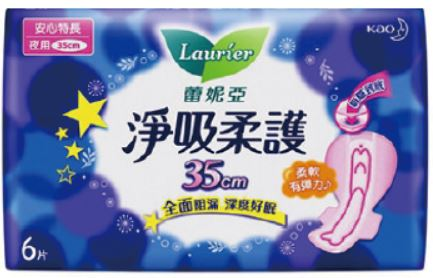 安心特長
夜用 35cm
Kao
Laurier
蕾妮亞
淨吸柔護
35cm
柔軟
有彈力♪
全面阻漏 深度好眠
6片